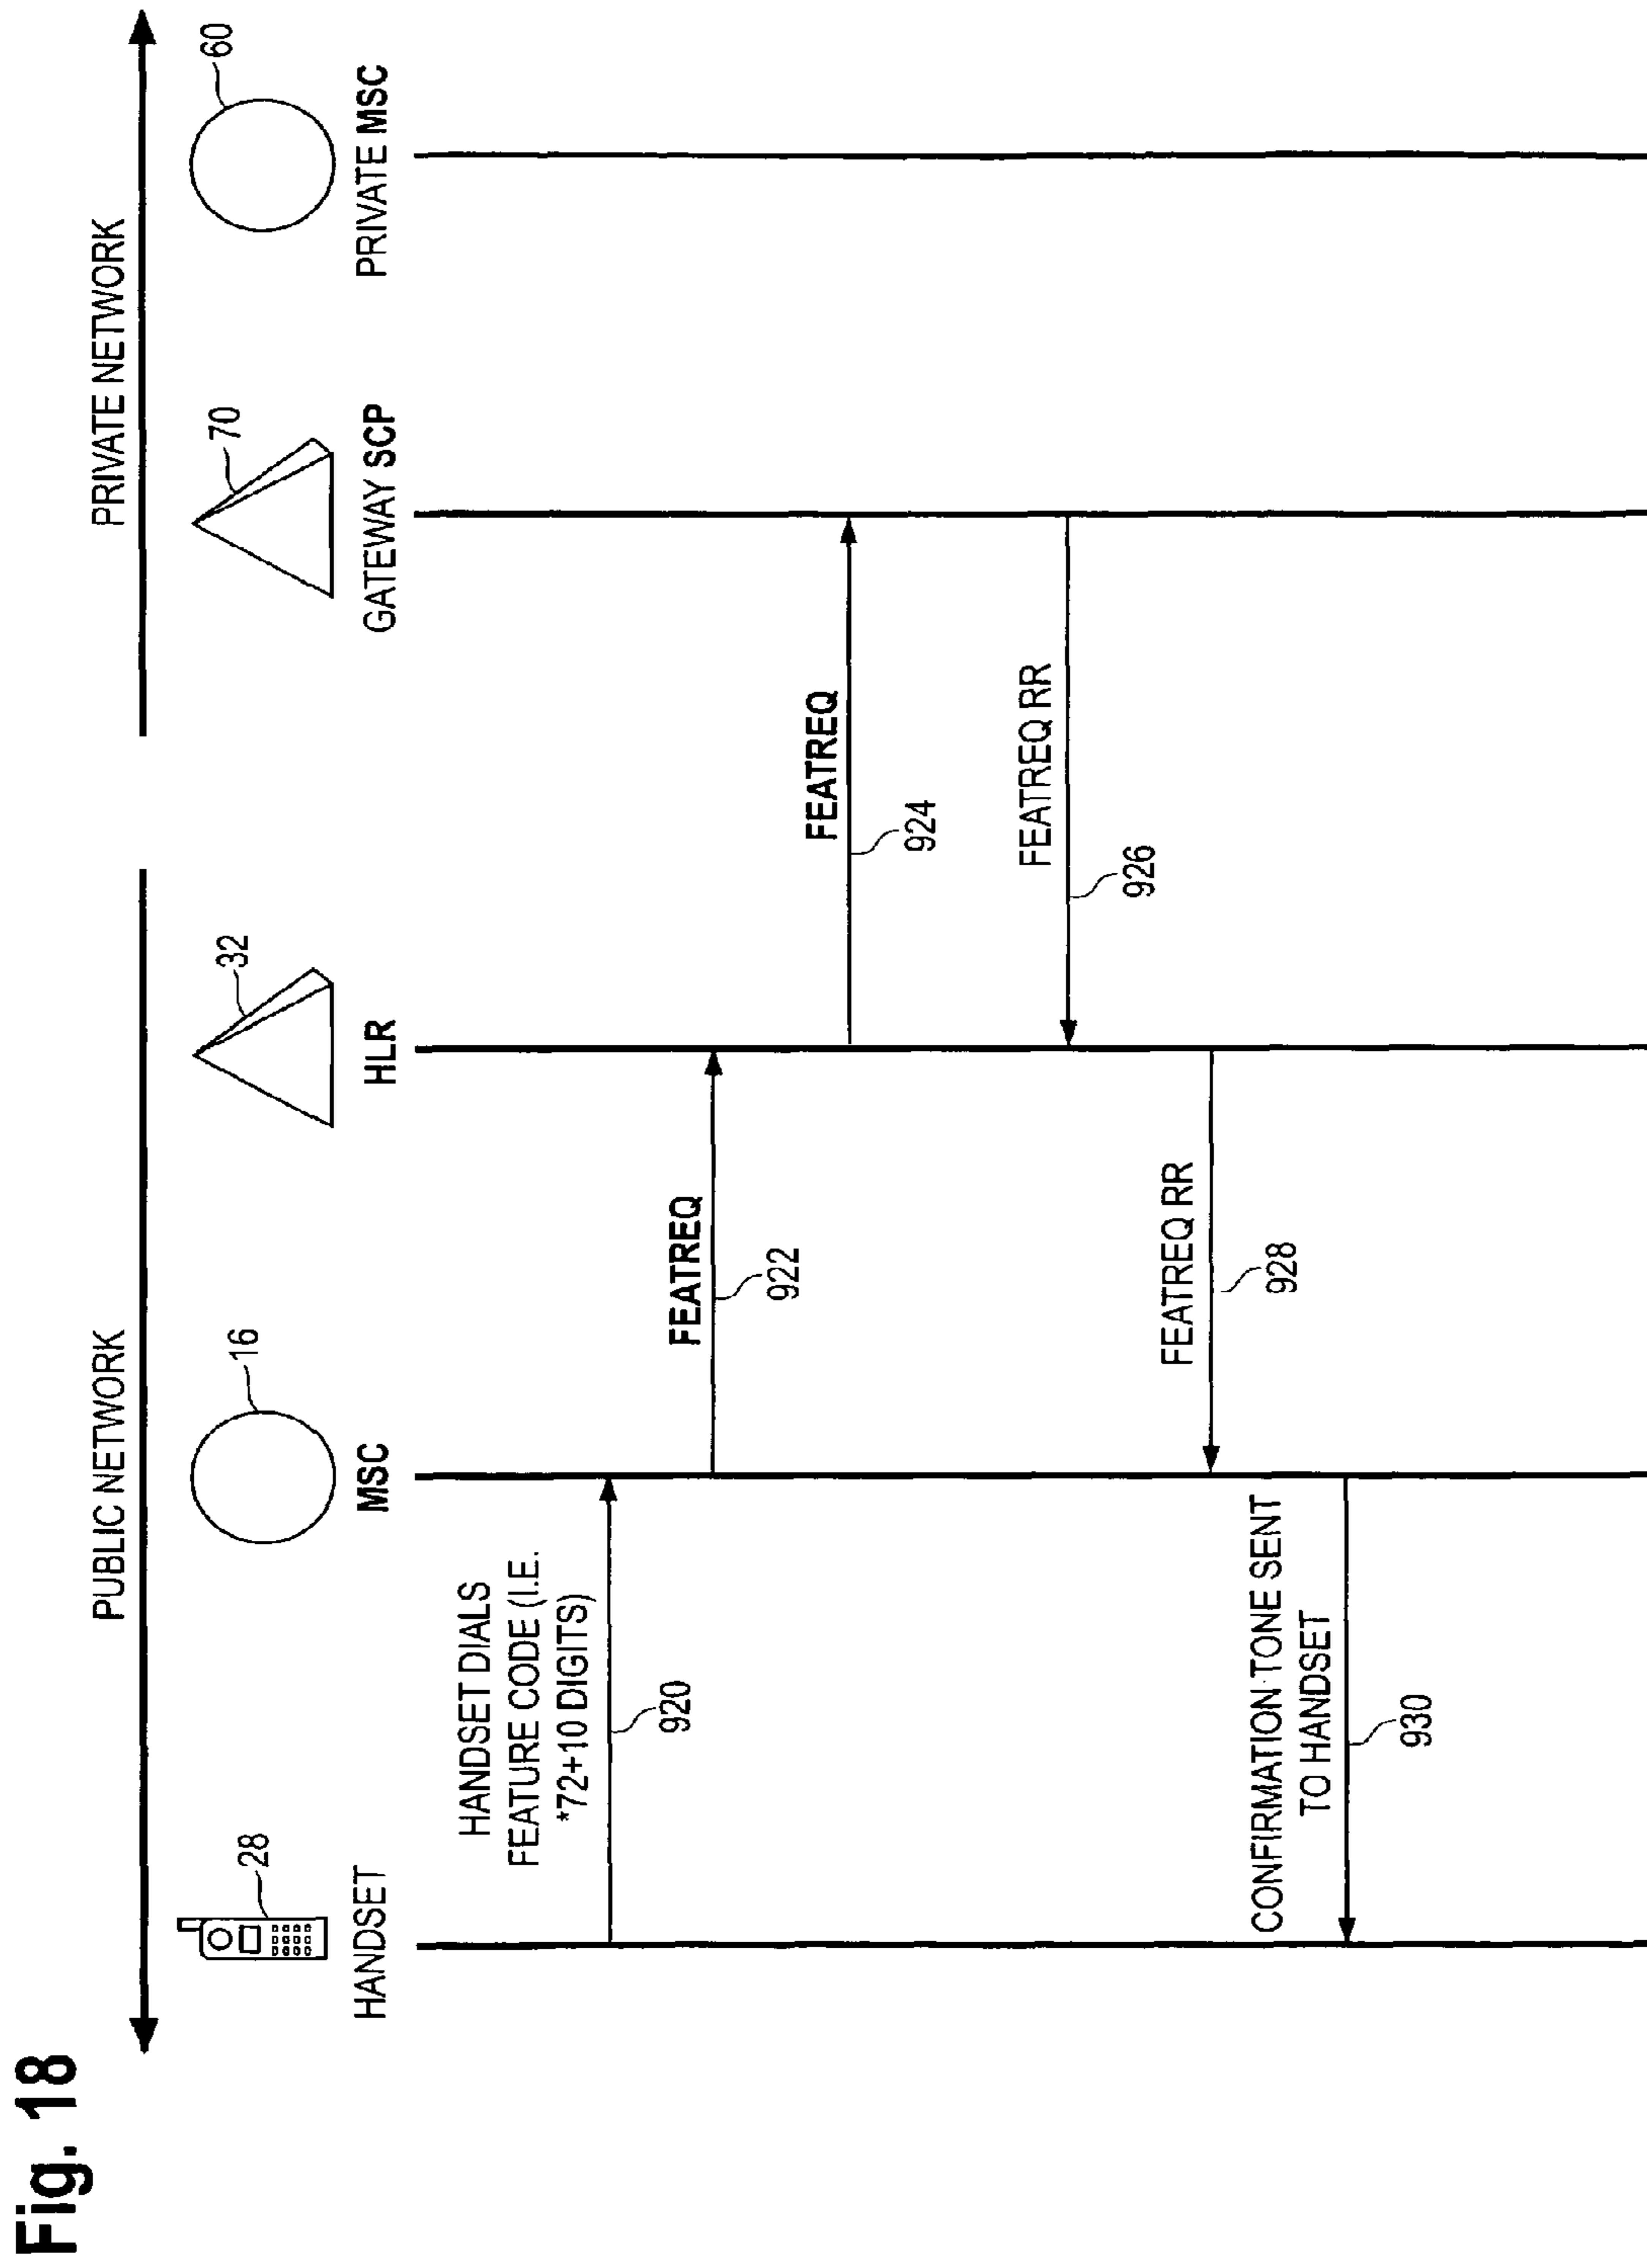 Fig. 18
PUBLIC NETWORK
PRIVATE NETWORK
28
16
32
70
60
HANDSET
MSC
HLR
GATEWAY SCP
PRIVATE MSC
HANDSET DIALS
FEATURE CODE (I.E.
*72+10 DIGITS)
920
FEATREQ
922
FEATREQ
924
FEATREQ RR
926
FEATREQ RR
928
CONFIRMATION TONE SENT
TO HANDSET
930